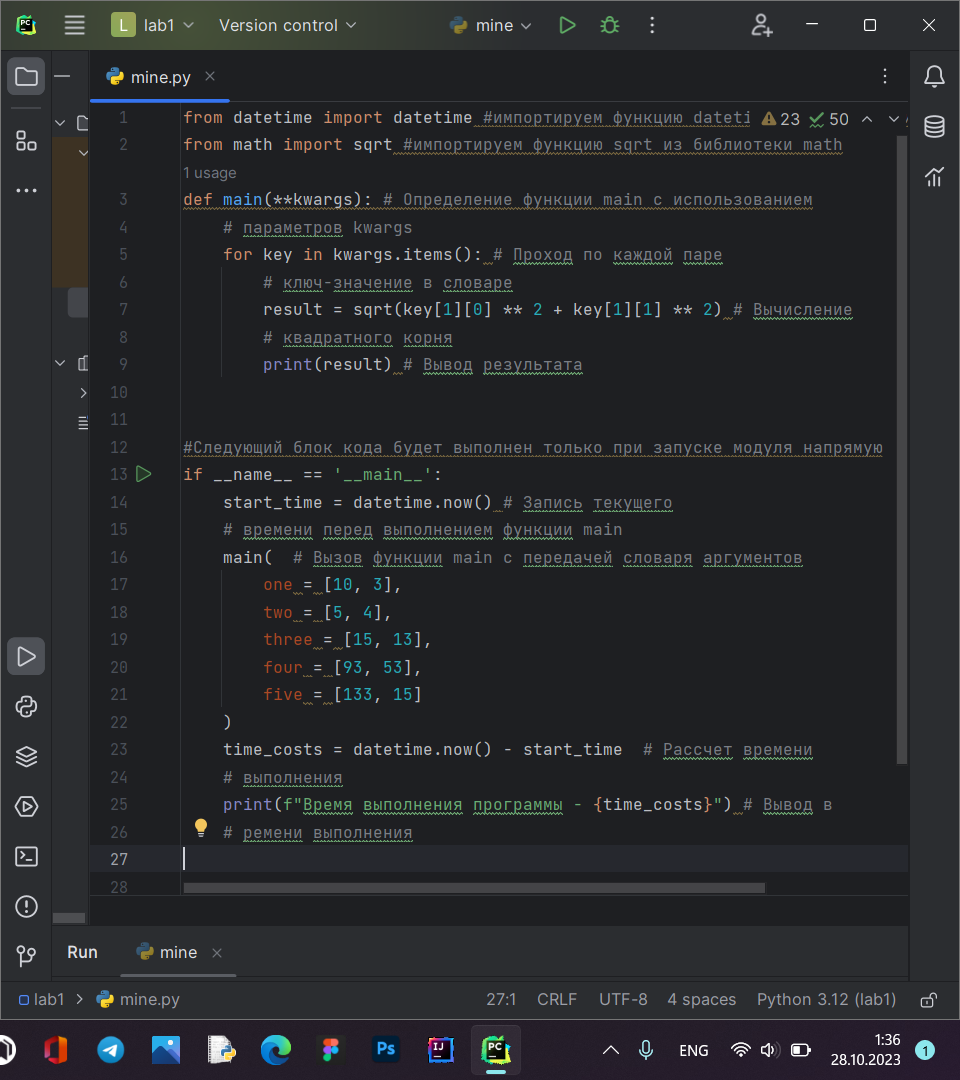 L lab1 Version control mine
mine.py
1 from datetime import datetime #импортируем функцию dateti 23 50
2 from math import sqrt #импортируем функцию sqrt из библиотеки math
1 usage
3 def main(**kwargs): # Определение функции main с использованием
4 # параметров kwargs
5 for key in kwargs.items(): # Проход по каждой паре
6 # ключ-значение в словаре
7 result = sqrt(key[1][0] ** 2 + key[1][1] ** 2) # Вычисление
8 # квадратного корня
9 print(result) # Вывод результата
10
11
12 #Следующий блок кода будет выполнен только при запуске модуля напрямую
13 if __name__ == '__main__':
14 start_time = datetime.now() # Запись текущего
15 # времени перед выполнением функции main
16 main( # Вызов функции main с передачей словаря аргументов
17 one = [10, 3],
18 two = [5, 4],
19 three = [15, 13],
20 four = [93, 53],
21 five = [133, 15]
22 )
23 time_costs = datetime.now() - start_time # Рассчет времени
24 # выполнения
25 print(f"Время выполнения программы - {time_costs}") # Вывод в
26 # ремени выполнения
27
28
Run mine
lab1 mine.py 27:1 CRLF UTF-8 4 spaces Python 3.12 (lab1)
Ps IJ PC ENG 1:36 1
28.10.2023